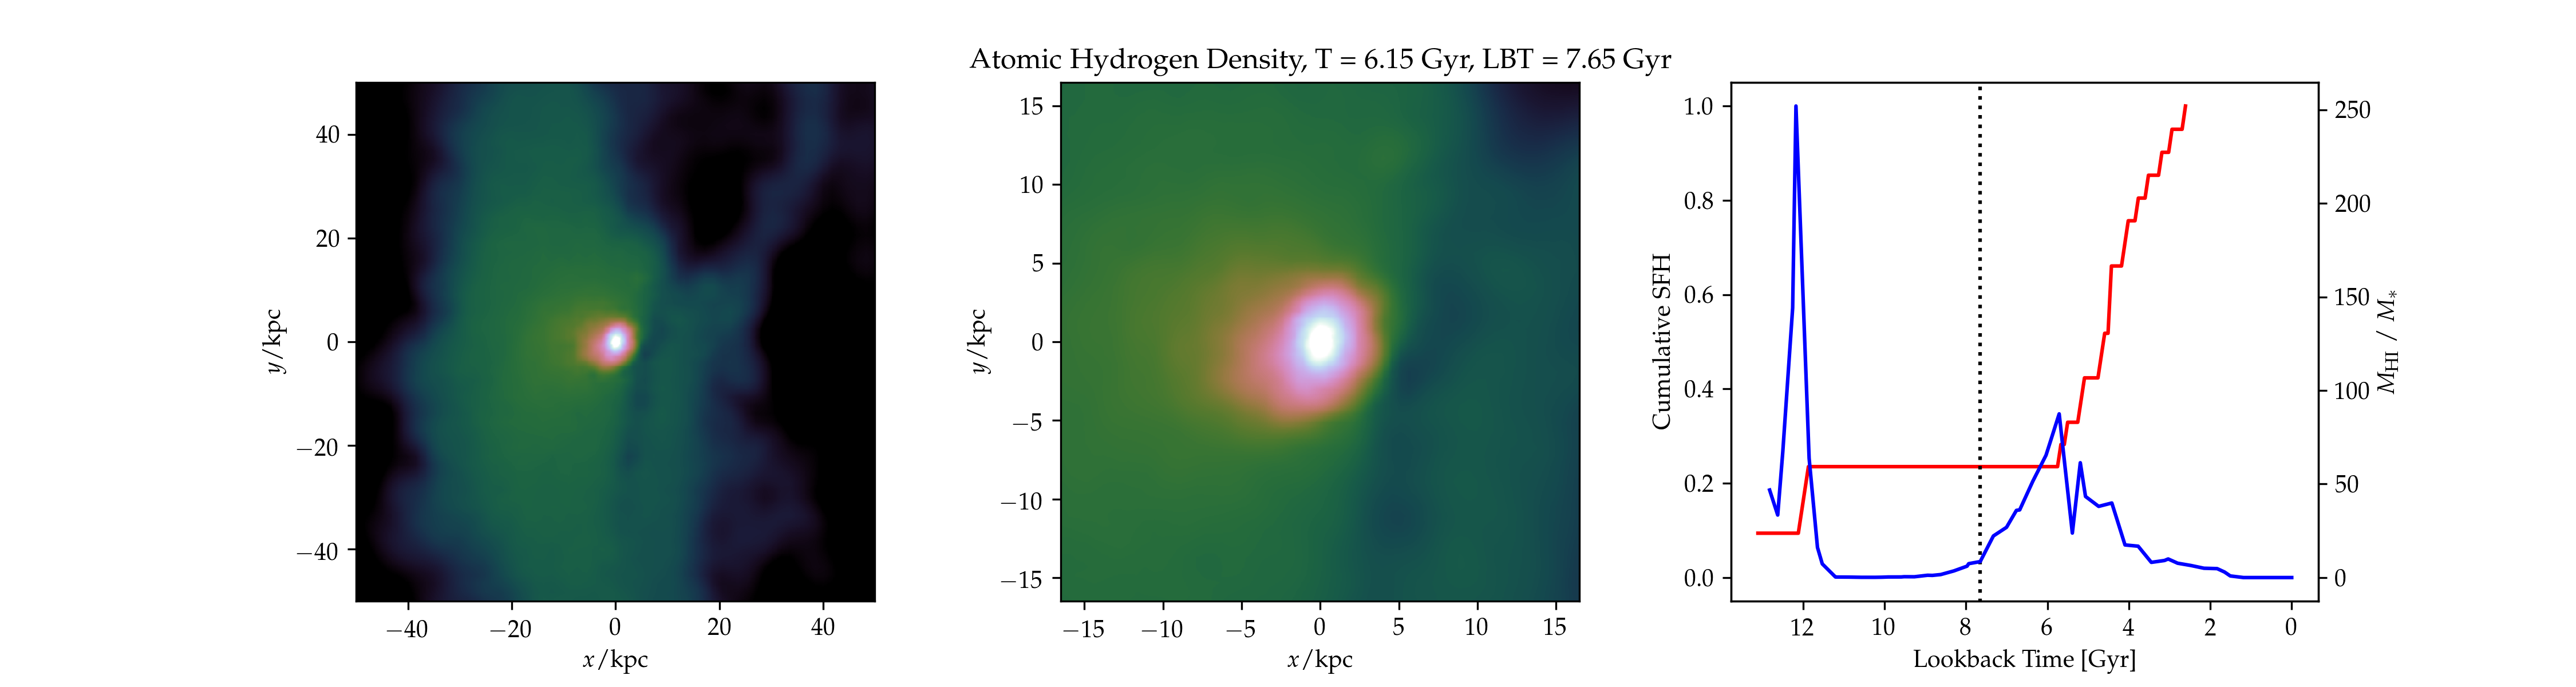 Atomic Hydrogen Density, T = 6.15 Gyr, LBT = 7.65 Gyr
y/kpc
40
20
0
−20
−40
−40 −20 0 20 40
x/kpc
y/kpc
15
10
5
0
−5
−10
−15
−15 −10 −5 0 5 10 15
x/kpc
Cumulative SFH
1.0
0.8
0.6
0.4
0.2
0.0
12 10 8 6 4 2 0
Lookback Time [Gyr]
250
200
150
100
50
0
M_HI / M_*